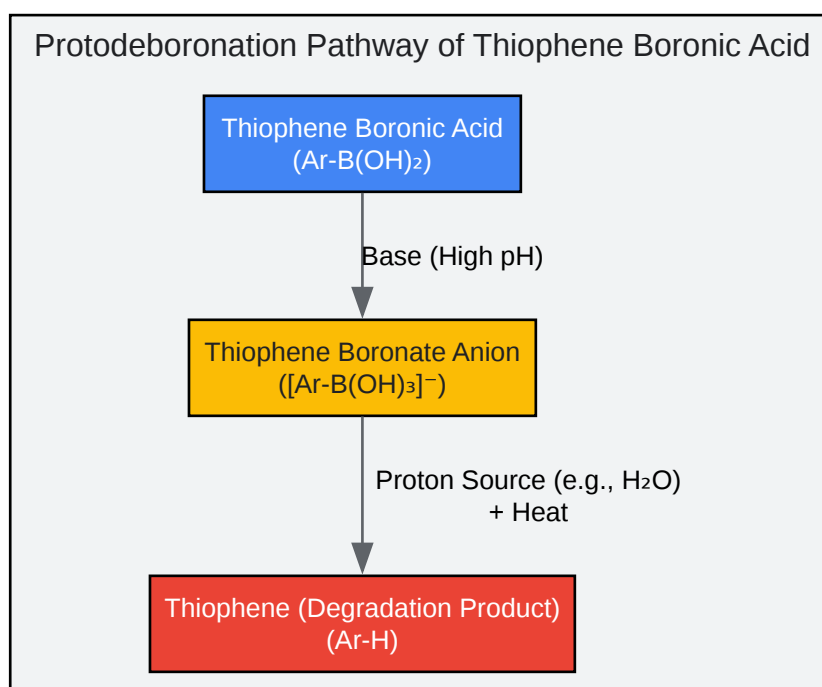 Protodeboronation Pathway of Thiophene Boronic Acid
Thiophene Boronic Acid
(Ar-B(OH)₂)
Base (High pH)
Thiophene Boronate Anion
([Ar-B(OH)₃]⁻)
Proton Source (e.g., H₂O)
+ Heat
Thiophene (Degradation Product)
(Ar-H)